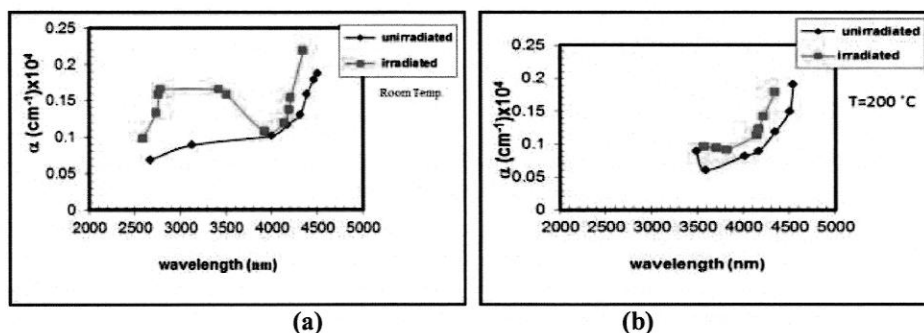 unirradiated
irradiated
Room Temp.
α (cm⁻¹)x10⁴
0.25
0.2
0.15
0.1
0.05
0
2000 2500 3000 3500 4000 4500 5000
wavelength (nm)
(a)
unirradiated
irradiated
T=200 °C
α (cm⁻¹)x10⁴
0.25
0.2
0.15
0.1
0.05
0
2000 2500 3000 3500 4000 4500 5000
wavelength (nm)
(b)